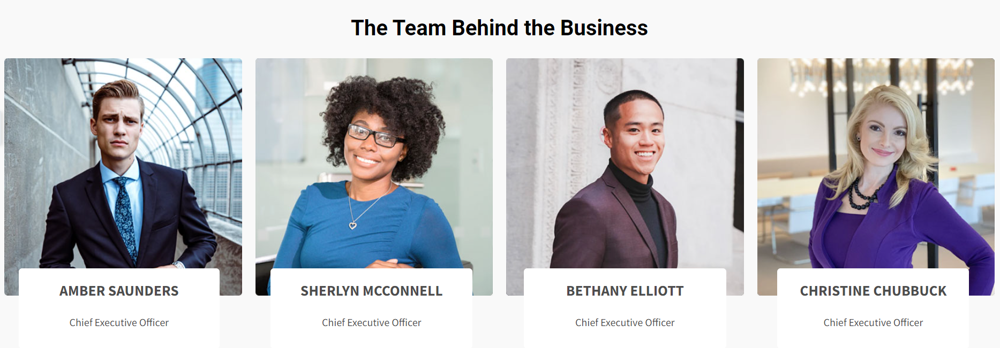 The Team Behind the Business
AMBER SAUNDERS
Chief Executive Officer
SHERLYN MCCONNELL
Chief Executive Officer
BETHANY ELLIOTT
Chief Executive Officer
CHRISTINE CHUBBUCK
Chief Executive Officer